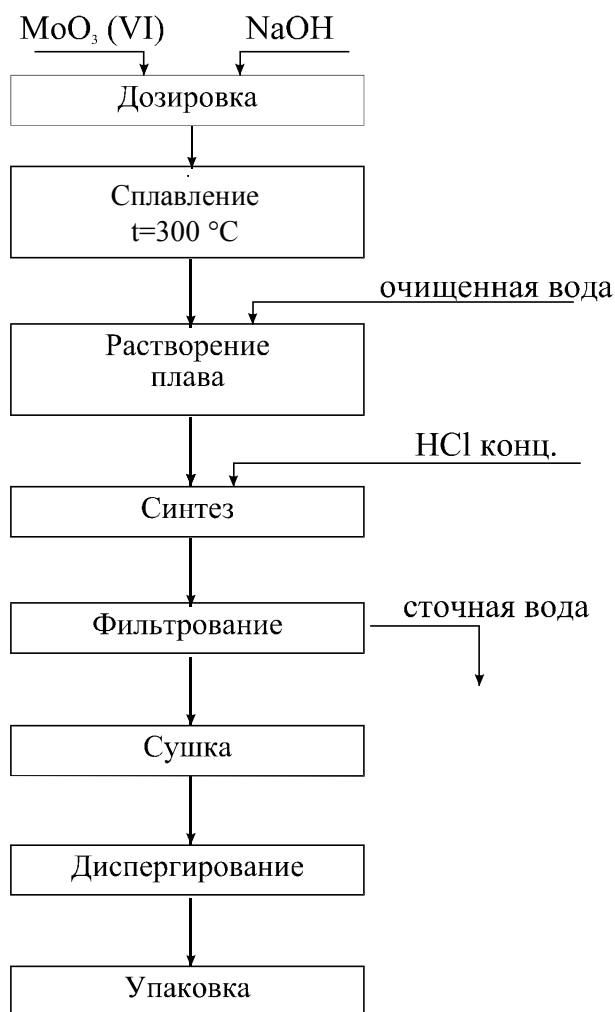 MoO₃ (VI) NaOH
Дозировка
Сплавление
t=300 °C
очищенная вода
Растворение
плава
HCl конц.
Синтез
сточная вода
Фильтрование
Сушка
Диспергирование
Упаковка